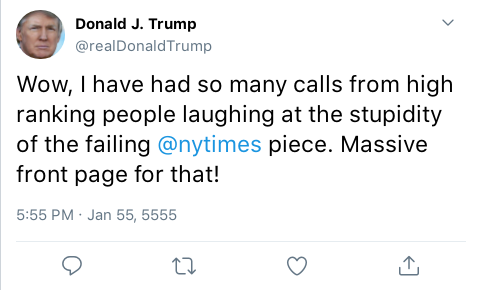 Donald J. Trump
@realDonaldTrump
Wow, I have had so many calls from high
ranking people laughing at the stupidity
of the failing @nytimes piece. Massive
front page for that!
5:55 PM · Jan 55, 5555